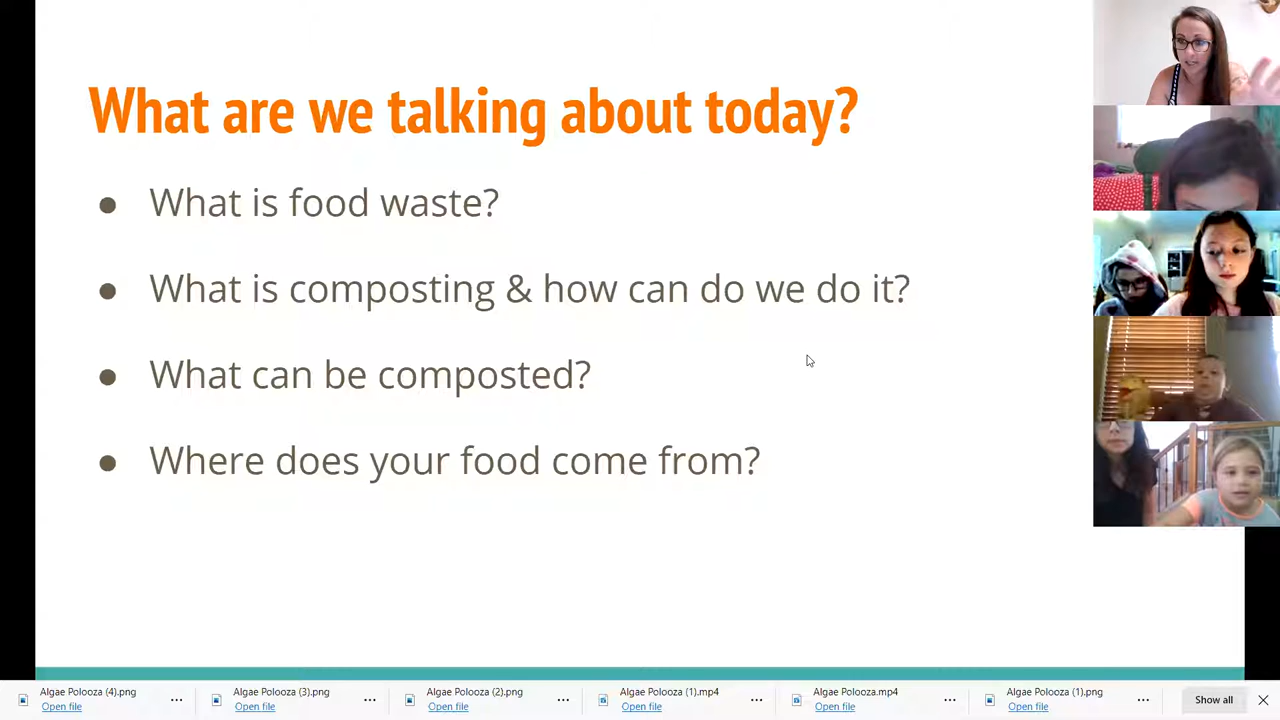 What are we talking about today?
● What is food waste?
● What is composting & how can do we do it?
● What can be composted?
● Where does your food come from?
Algae Polooza (4).png
Open file
Algae Polooza (3).png
Open file
Algae Polooza (2).png
Open file
Algae Polooza (1).mp4
Open file
Algae Polooza.mp4
Open file
Algae Polooza (1).png
Open file
Show all